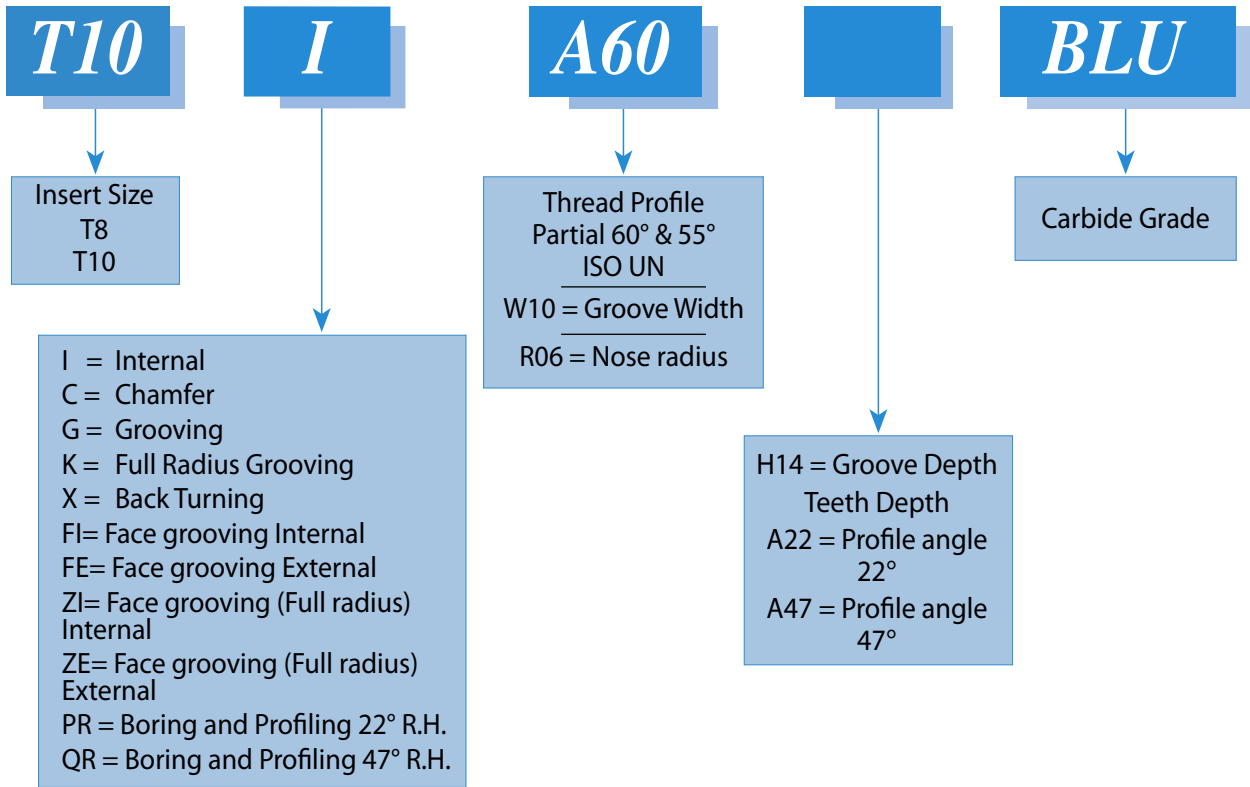 T10
I
A60
BLU
Insert Size
T8
T10
Thread Profile
Partial 60° & 55°
ISO UN
W10 = Groove Width
R06 = Nose radius
Carbide Grade
I = Internal
C = Chamfer
G = Grooving
K = Full Radius Grooving
X = Back Turning
FI= Face grooving Internal
FE= Face grooving External
ZI= Face grooving (Full radius)
Internal
ZE= Face grooving (Full radius)
External
PR = Boring and Profiling 22° R.H.
QR = Boring and Profiling 47° R.H.
H14 = Groove Depth
Teeth Depth
A22 = Profile angle
22°
A47 = Profile angle
47°